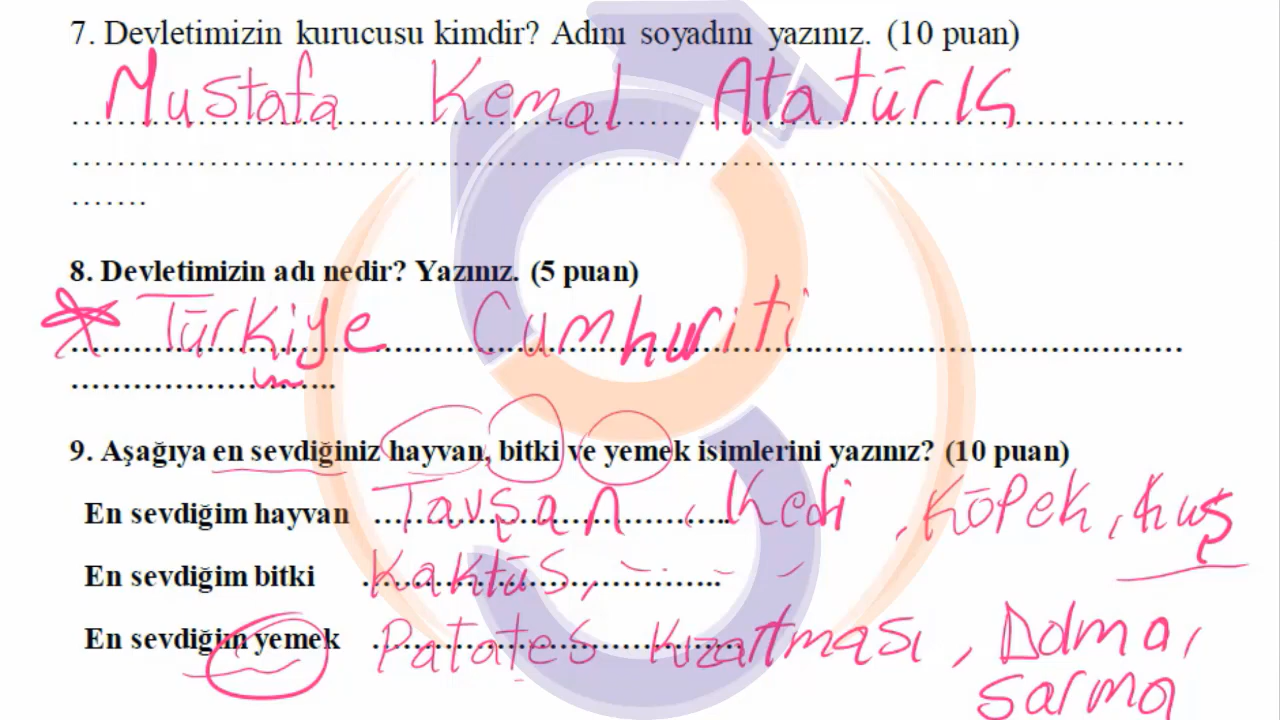 7. Devletimizin kurucusu kimdir? Adını soyadını yazınız. (10 puan)
Mustafa Kemal Atatürk
8. Devletimizin adı nedir? Yazınız. (5 puan)
Türkiye Cumhuriti
9. Aşağıya en sevdiğiniz hayvan, bitki ve yemek isimlerini yazınız? (10 puan)
En sevdiğim hayvan Tavşan, Kedi, Köpek, Kuş
En sevdiğim bitki Kaktüs,
En sevdiğim yemek Patates Kızartması, Dolma,
sarma